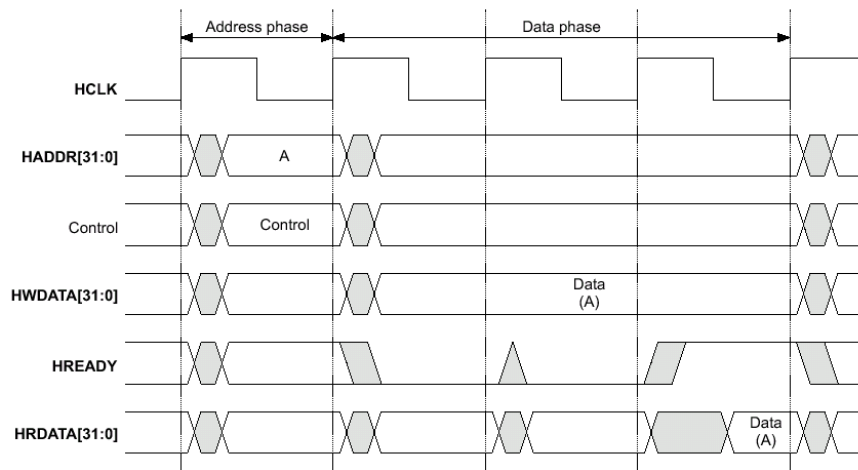 Address phase
Data phase
HCLK
HADDR[31:0]
A
Control
Control
HWDATA[31:0]
Data
(A)
HREADY
HRDATA[31:0]
Data
(A)